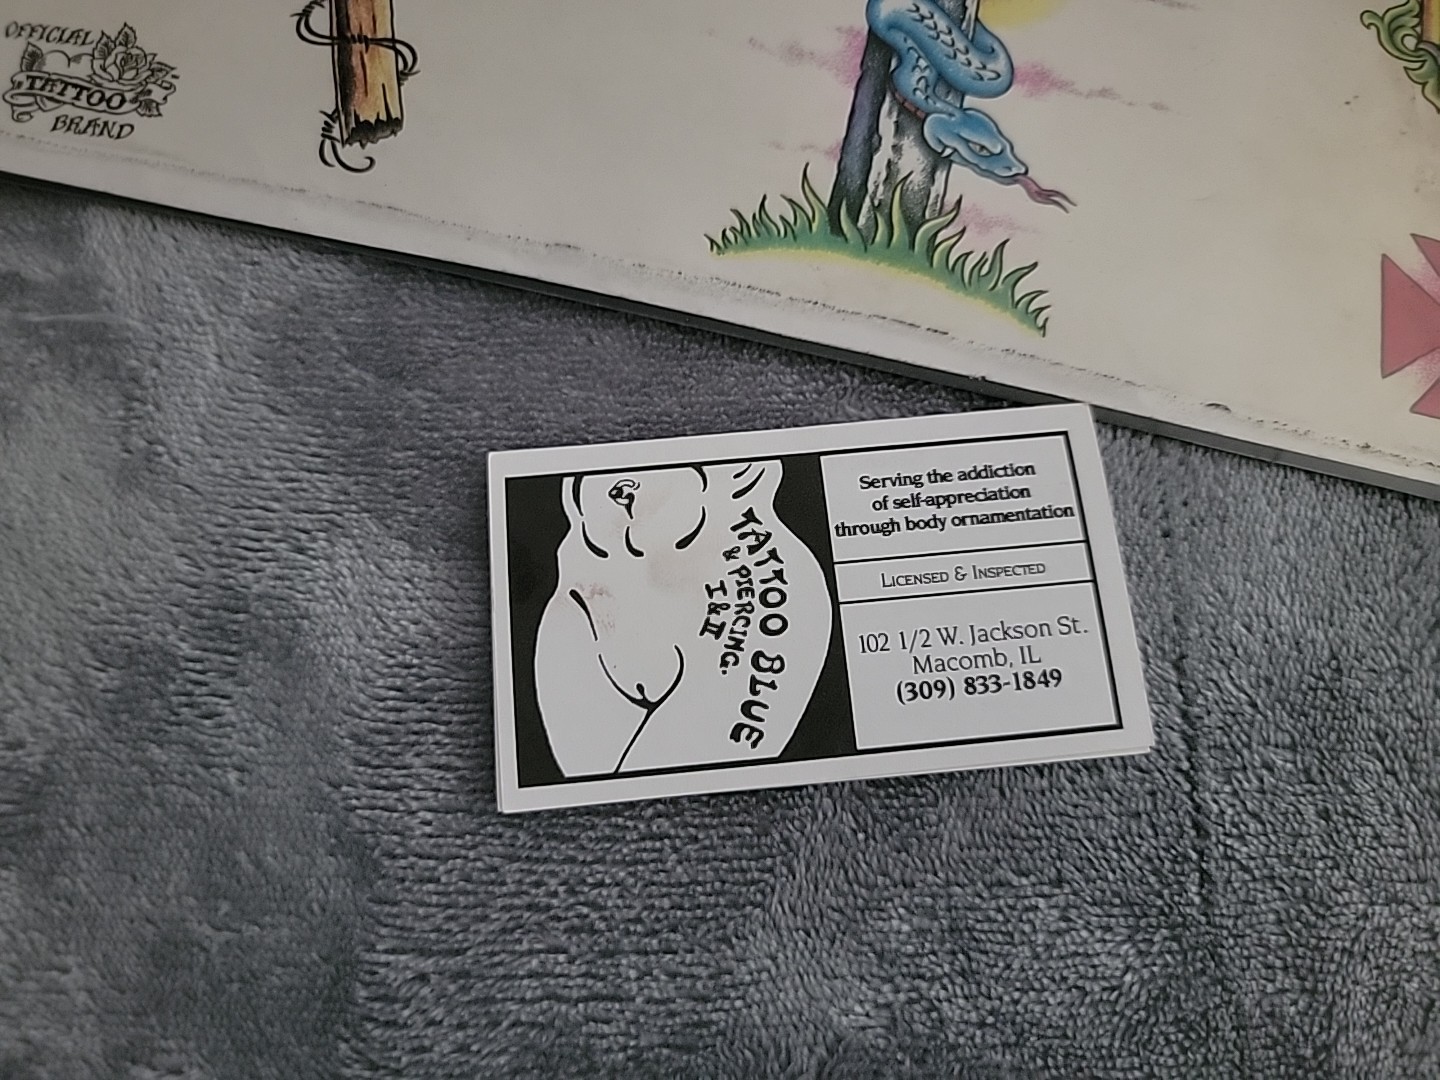 OFFICIAL
TATTOO
BRAND
TATTOO BLUE
& PIERCING.
I & II
Serving the addiction
of self-appreciation
through body ornamentation
LICENSED & INSPECTED
102 1/2 W. Jackson St.
Macomb, IL
(309) 833-1849